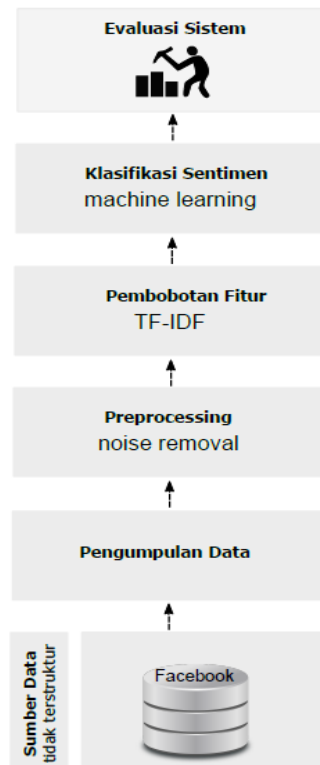 Evaluasi Sistem
Klasifikasi Sentimen
machine learning
Pembobotan Fitur
TF-IDF
Preprocessing
noise removal
Pengumpulan Data
Sumber Data
tidak terstruktur
Facebook